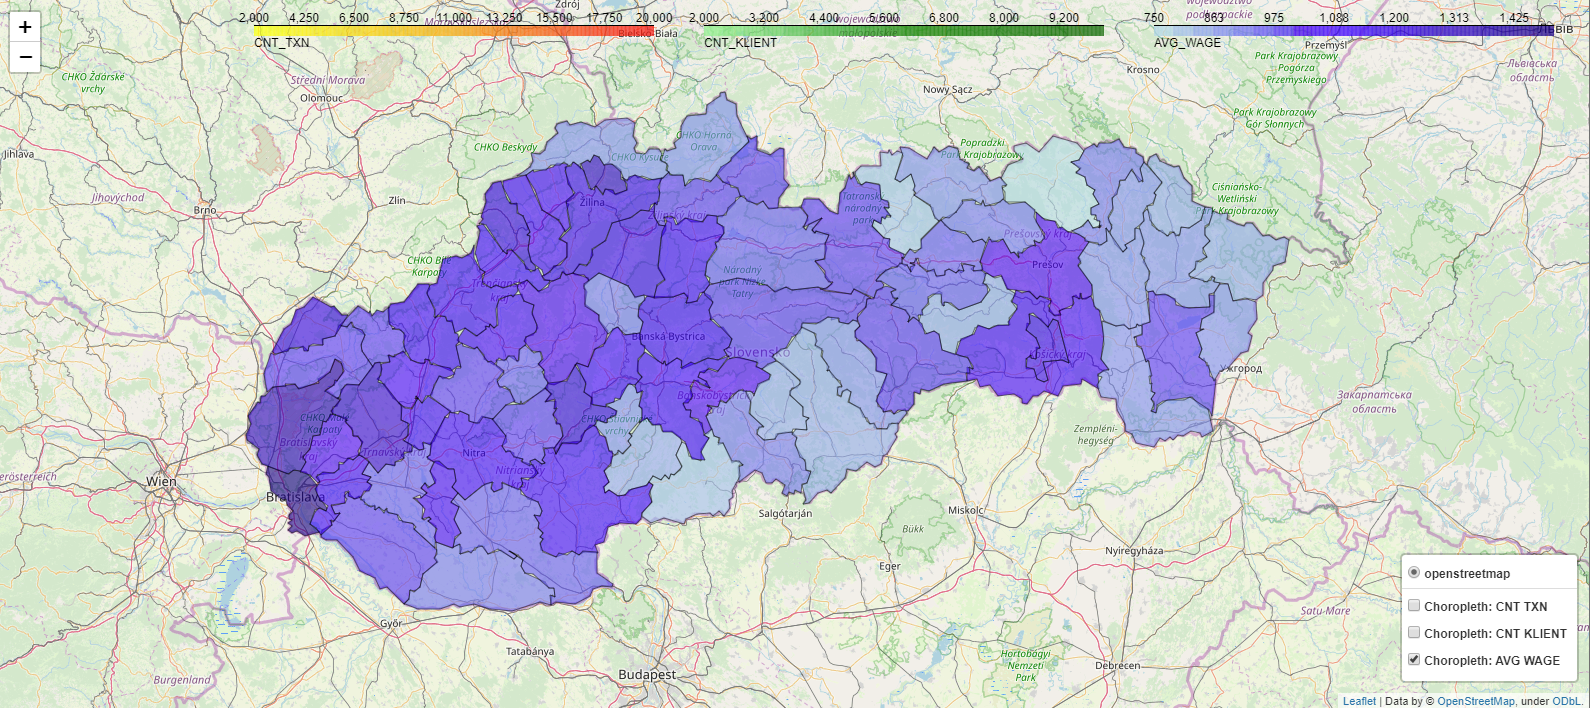 +
−
2,000 4,250 6,500 8,750 11,000 13,250 15,500 17,750 20,000
CNT_TXN
2,000 3,200 4,400 5,600 6,800 8,000 9,200
CNT_KLIENT
750 863 975 1,088 1,200 1,313 1,425
AVG_WAGE
Zdrój
Bielsko-Biała
województwo
małopolskie
podkarpackie
Przemyśl
Park Krajobrazowy
Pogórza
Przemyskiego
Львівська
область
Krosno
Nowy Sącz
Park Krajobrazowy
Gór Słonnych
CHKO Žďárské
vrchy
Střední Morava
Olomouc
Jihlava
CHKO Beskydy
CHKO Kysuce
CHKO Horná
Orava
Popradzki
Park Krajobrazowy
Ciśniańsko-
Wetliński
Park Krajobrazowy
Jihovýchod
Brno
Zlín
Žilina
Žilinský kraj
Tatranský
národný
park
Prešovský kraj
Prešov
CHKO Bílé
Karpaty
Trenčiansky
kraj
Národný
park Nízke
Tatry
Banská Bystrica
Slovensko
Košický kraj
Ужгород
Banskobystrický
kraj
Закарпатська
область
CHKO Malé
Karpaty
Bratislavský
kraj
Trnavský kraj
Nitra
Nitriansky
kraj
CHKO Štiavnické
vrchy
Zempléni-
hegység
Wien
Bratislava
Salgótarján
Miskolc
Bükk
Nyíregyháza
Eger
Győr
Tatabánya
Budapest
Burgenland
Hortobágyi
Nemzeti
Park
Debrecen
Satu-Mare
openstreetmap
Choropleth: CNT TXN
Choropleth: CNT KLIENT
Choropleth: AVG WAGE
Leaflet | Data by © OpenStreetMap, under ODbL.